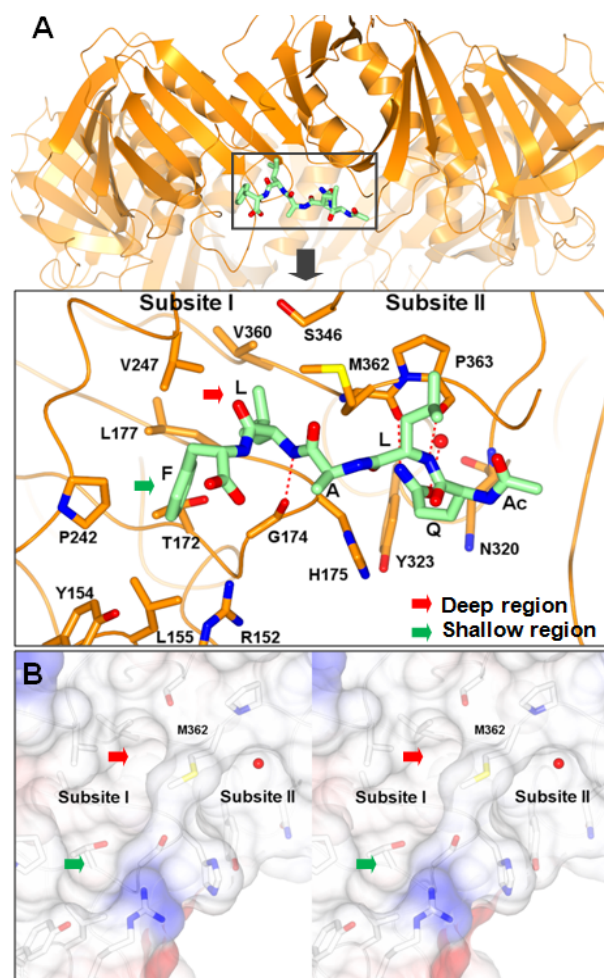 A
Subsite I Subsite II
V360 S346
V247 M362 P363
L
L177 L
F A Ac
P242 T172 G174 Q
H175 Y323 N320
Y154 L155 R152
Deep region
Shallow region
B
M362 M362
Subsite I Subsite II Subsite I Subsite II